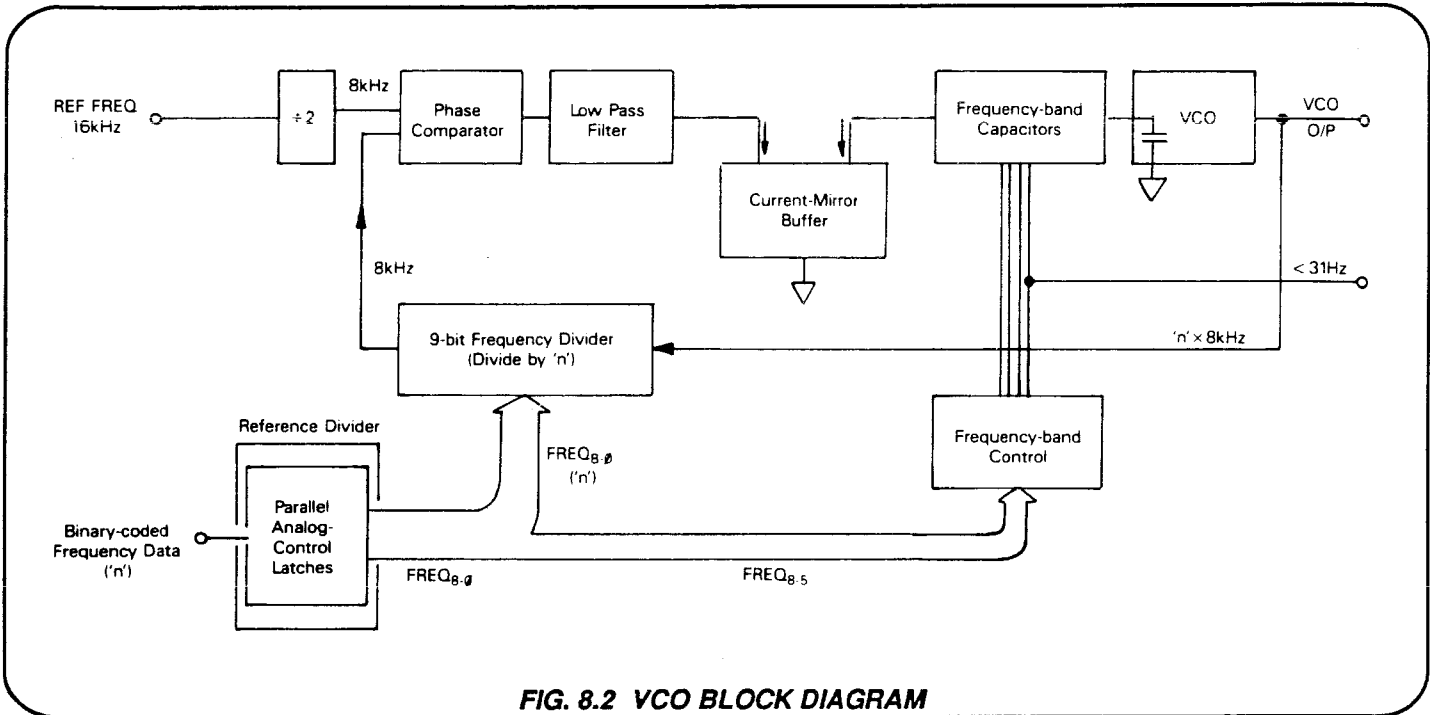 REF FREQ
16kHz
÷2
8kHz
Phase
Comparator
Low Pass
Filter
Current-Mirror
Buffer
Frequency-band
Capacitors
VCO
VCO
O/P
< 31Hz
8kHz
9-bit Frequency Divider
(Divide by 'n')
'n' × 8kHz
Frequency-band
Control
Reference Divider
Parallel
Analog-
Control
Latches
Binary-coded
Frequency Data
('n')
FREQ8-0
('n')
FREQ8-0
FREQ8-5
FIG. 8.2 VCO BLOCK DIAGRAM